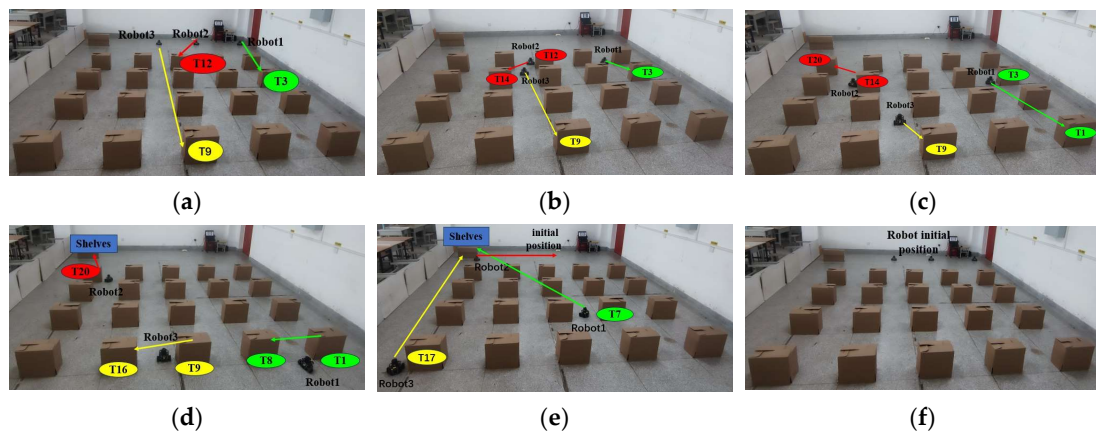 Robot3 Robot2 Robot1
T12
T3
T9
(a)
Robot2 T12 Robot1
T14 T3
Robot3
T9
(b)
T20
T14 Robot1 T3
Robot2
Robot3
T1
T9
(c)
Shelves
T20
Robot2
Robot3
T16 T9 T8 T1
Robot1
(d)
Shelves initial
position
Robot2
T7
Robot1
T17
Robot3
(e)
Robot initial
position
(f)